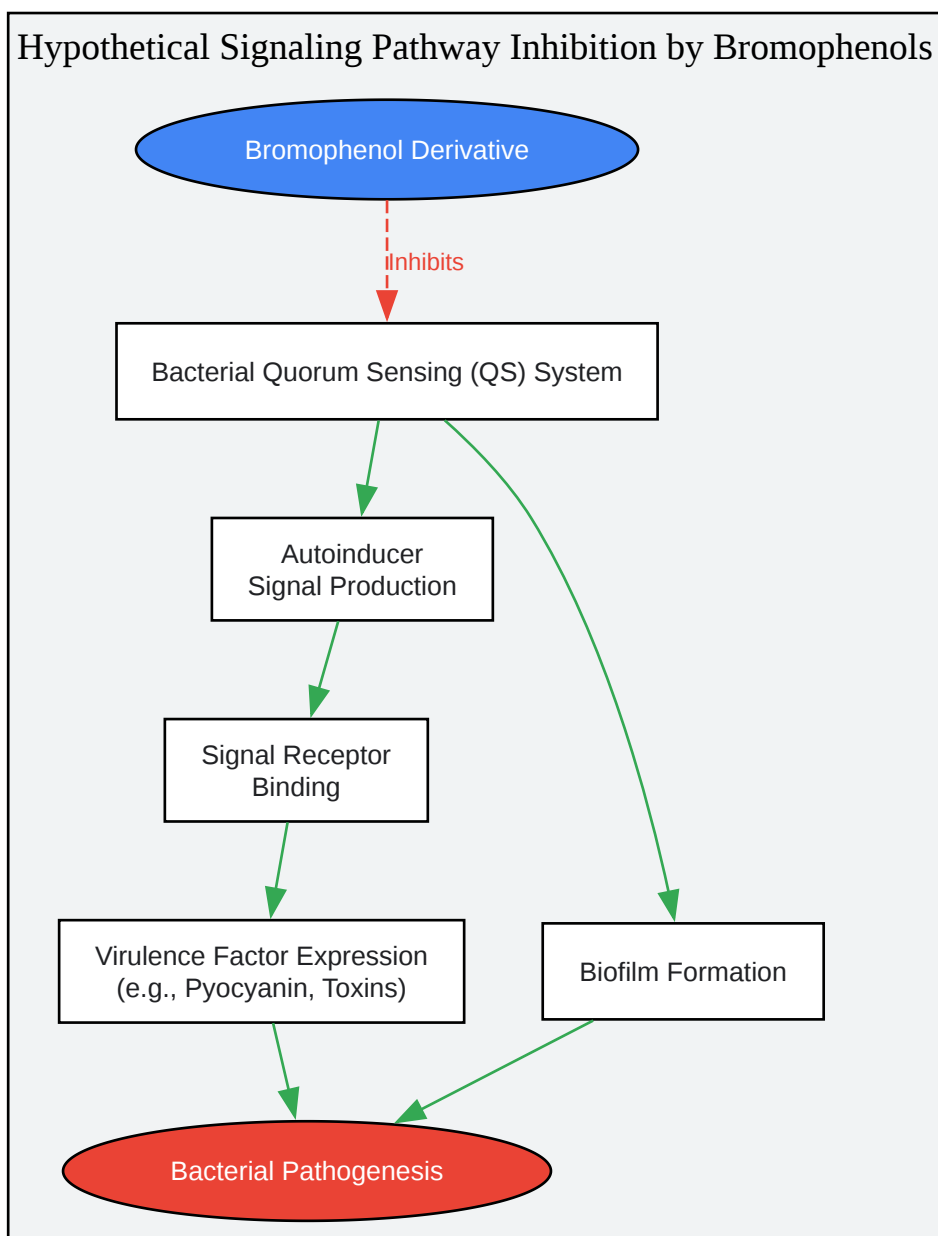 Hypothetical Signaling Pathway Inhibition by Bromophenols
Bromophenol Derivative
Inhibits
Bacterial Quorum Sensing (QS) System
Autoinducer
Signal Production
Signal Receptor
Binding
Virulence Factor Expression
(e.g., Pyocyanin, Toxins)
Biofilm Formation
Bacterial Pathogenesis